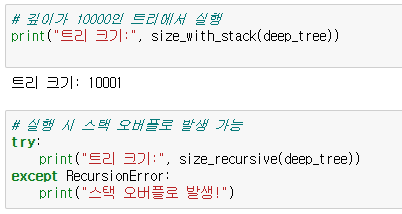 # 깊이가 10000인 트리에서 실행
print("트리 크기:", size_with_stack(deep_tree))
트리 크기: 10001
# 실행 시 스택 오버플로 발생 가능
try:
    print("트리 크기:", size_recursive(deep_tree))
except RecursionError:
    print("스택 오버플로 발생!")